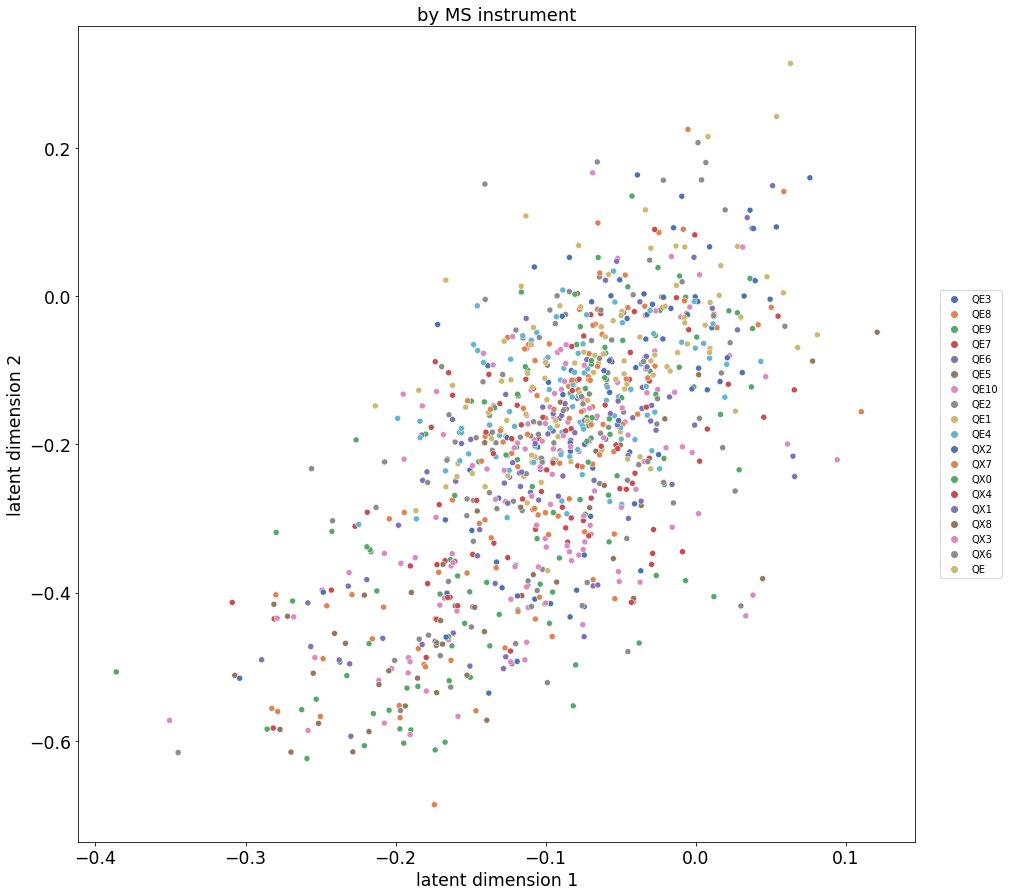 by MS instrument
0.2
0.0
−0.2
−0.4
−0.6
latent dimension 2
−0.4
−0.3
−0.2
−0.1
0.0
0.1
latent dimension 1
QE3
QE8
QE9
QE7
QE6
QE5
QE10
QE2
QE1
QE4
QX2
QX7
QX0
QX4
QX1
QX8
QX3
QX6
QE